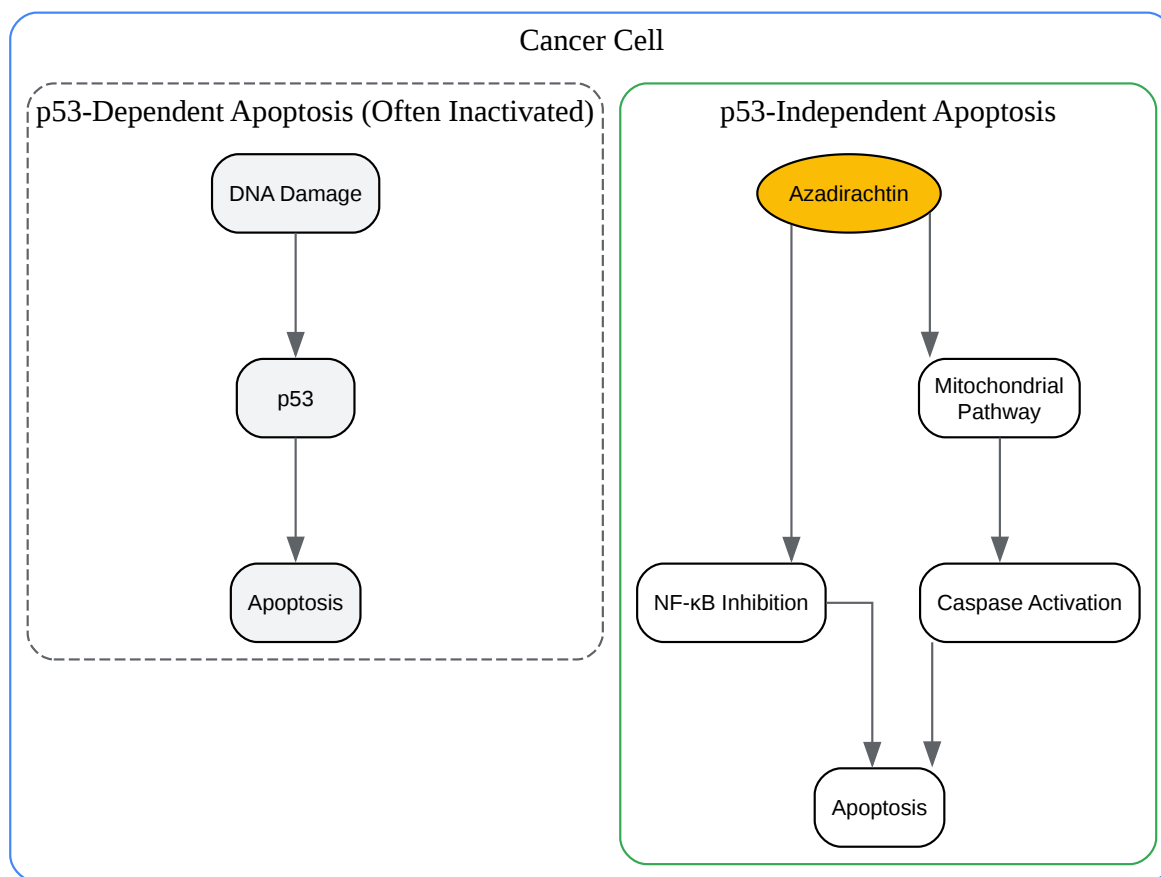 Cancer Cell
p53-Dependent Apoptosis (Often Inactivated)
DNA Damage
p53
Apoptosis
p53-Independent Apoptosis
Azadirachtin
Mitochondrial
Pathway
NF-κB Inhibition
Caspase Activation
Apoptosis